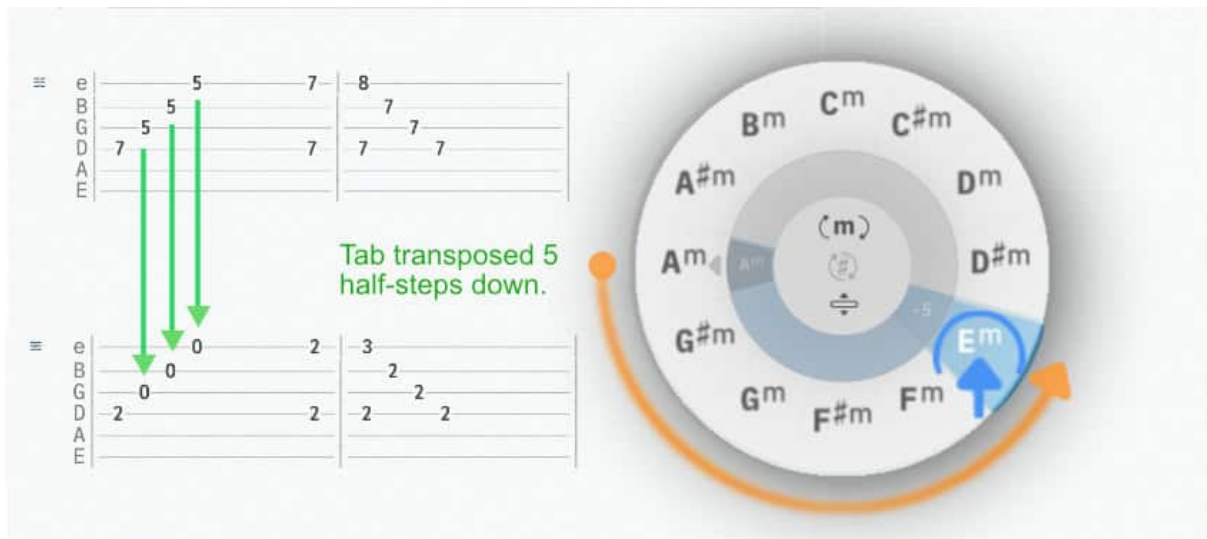 e 5 7 8
B 5 7
G 5 7
D 7 7 7 7
A
E
Tab transposed 5
half-steps down.
e 0 2 3
B 0 2
G 0 2
D 2 2 2 2
A
E
Cm
C#m
Dm
D#m
Em
Fm
F#m
Gm
G#m
Am
A#m
Bm
(m)
#
Am
-5